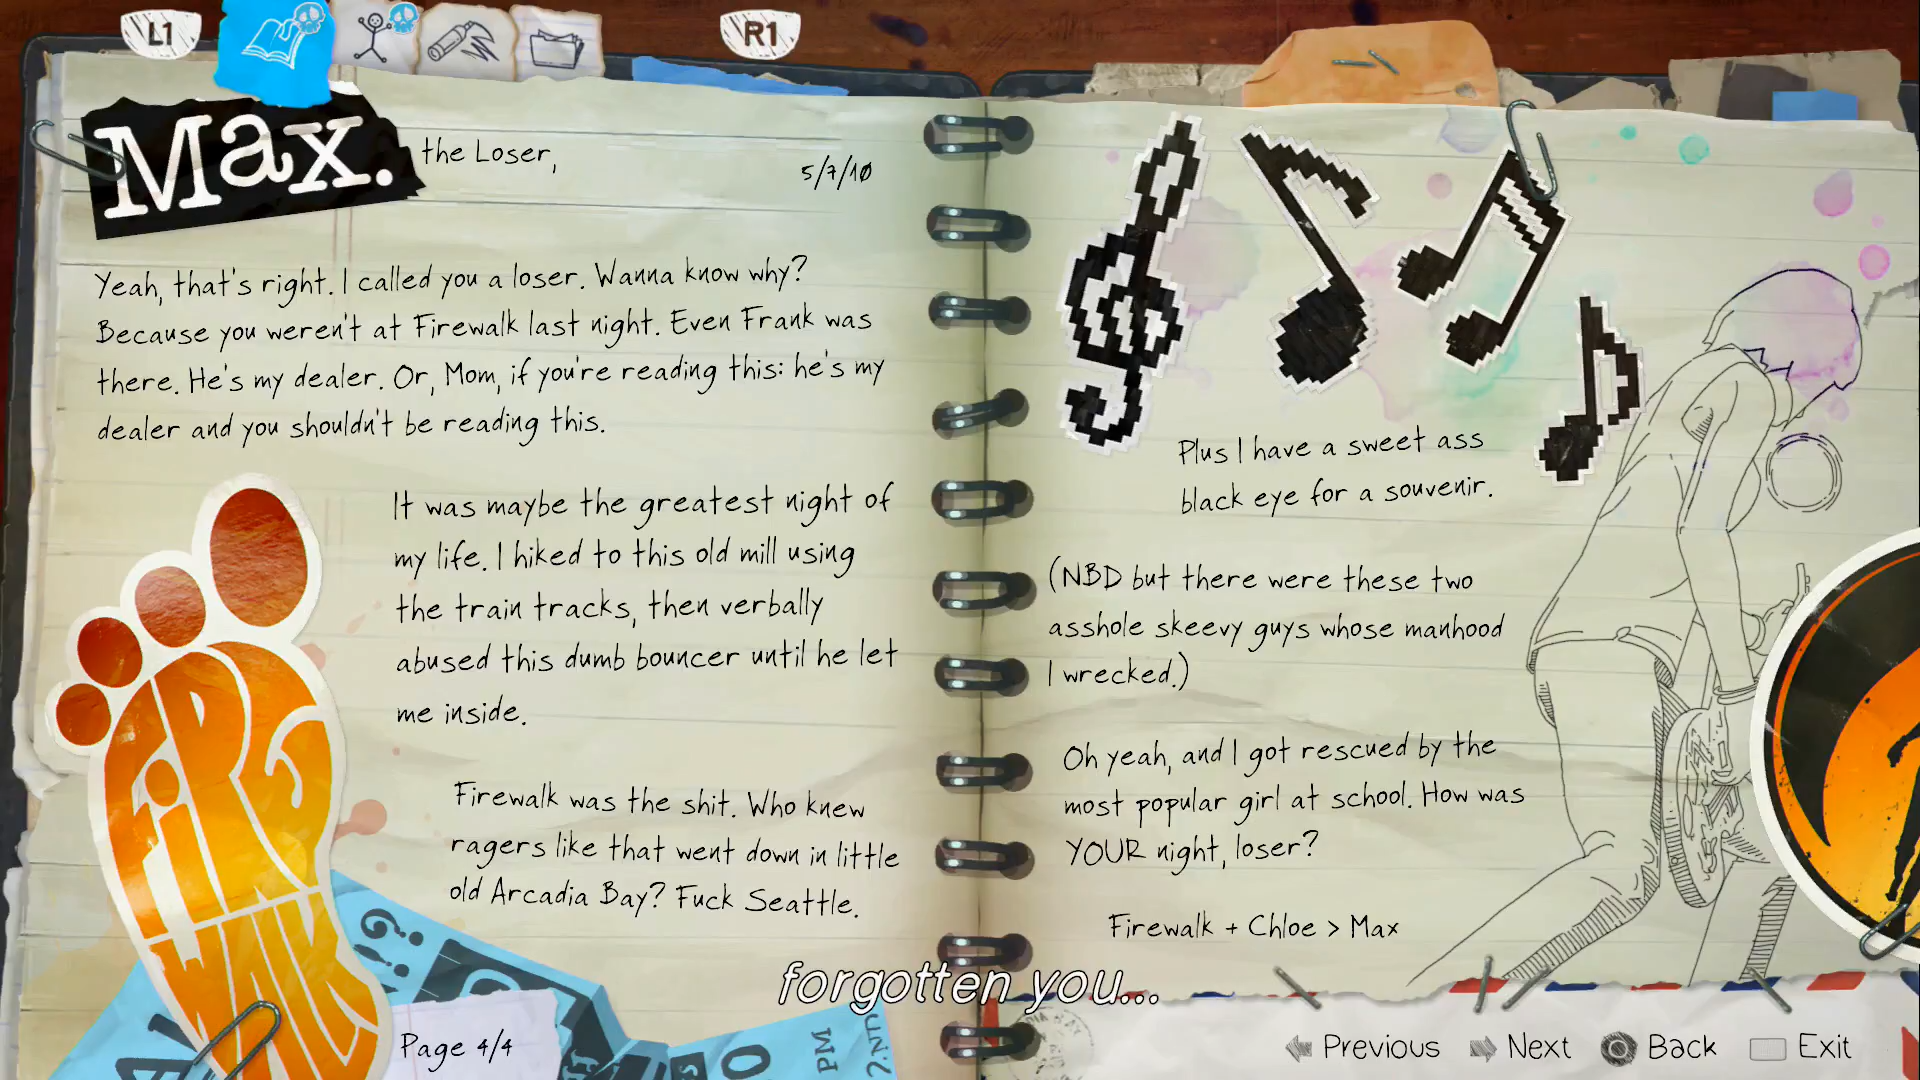 L1
R1
Max. the Loser,
5/7/10
Yeah, that's right. I called you a loser. Wanna know why?
Because you weren't at Firewalk last night. Even Frank was
there. He's my dealer. Or, Mom, if you're reading this: he's my
dealer and you shouldn't be reading this.
It was maybe the greatest night of
my life. I hiked to this old mill using
the train tracks, then verbally
abused this dumb bouncer until he let
me inside.
Firewalk was the shit. Who knew
ragers like that went down in little
old Arcadia Bay? Fuck Seattle.
FIRE
WALK
Page 4/4
PM
Plus I have a sweet ass
black eye for a souvenir.
(NBD but there were these two
asshole skeevy guys whose manhood
I wrecked.)
Oh yeah, and I got rescued by the
most popular girl at school. How was
YOUR night, loser?
Firewalk + Chloe > Max
forgotten you...
Previous
Next
Back
Exit